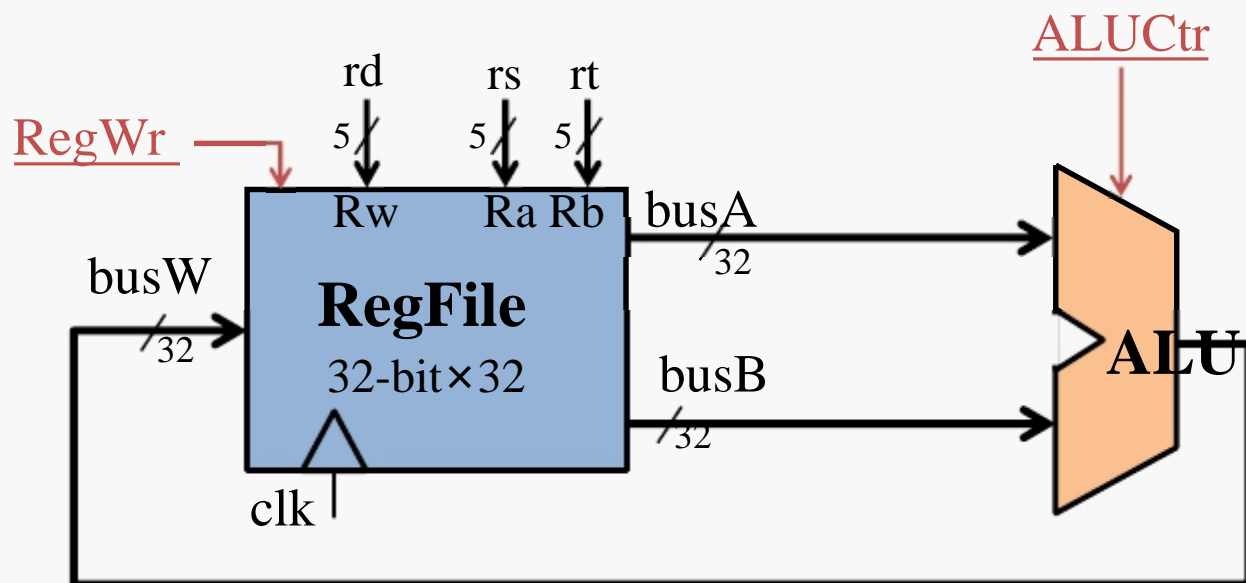 ALUCtr
rd
rs
rt
RegWr
5
5
5
Rw
Ra
Rb
busA
32
busW
32
RegFile
32-bit×32
busB
32
ALU
clk